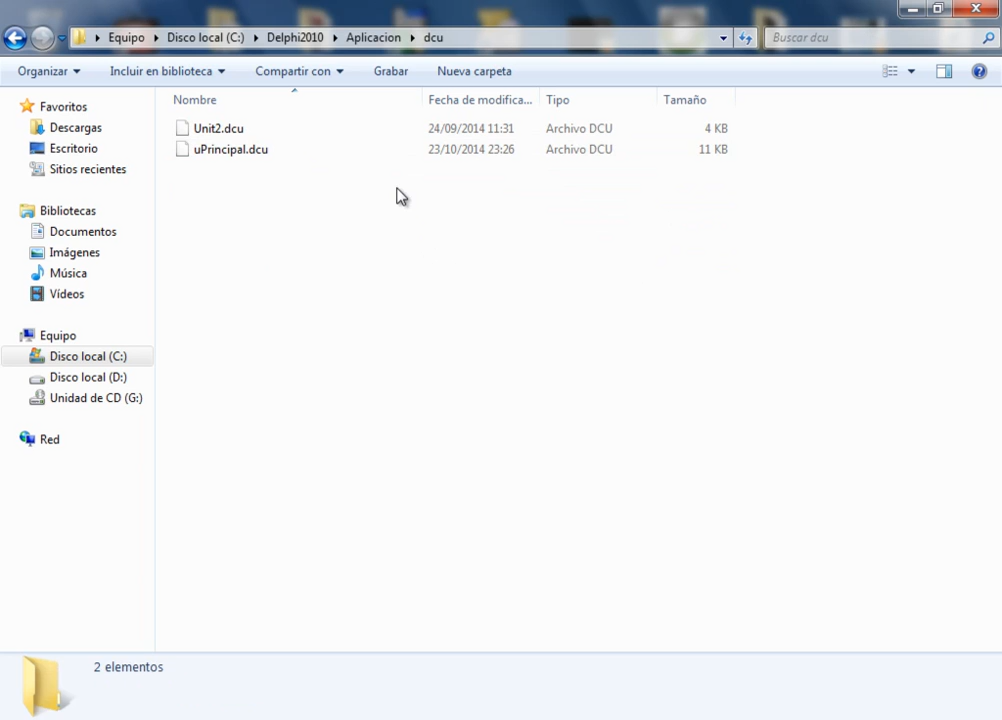 Equipo Disco local (C:) Delphi2010 Aplicacion dcu Buscar dcu
Organizar Incluir en biblioteca Compartir con Grabar Nueva carpeta
Favoritos
Descargas
Escritorio
Sitios recientes
Bibliotecas
Documentos
Imágenes
Música
Vídeos
Equipo
Disco local (C:)
Disco local (D:)
Unidad de CD (G:)
Red
Nombre Fecha de modifica... Tipo Tamaño
Unit2.dcu 24/09/2014 11:31 Archivo DCU 4 KB
uPrincipal.dcu 23/10/2014 23:26 Archivo DCU 11 KB
2 elementos